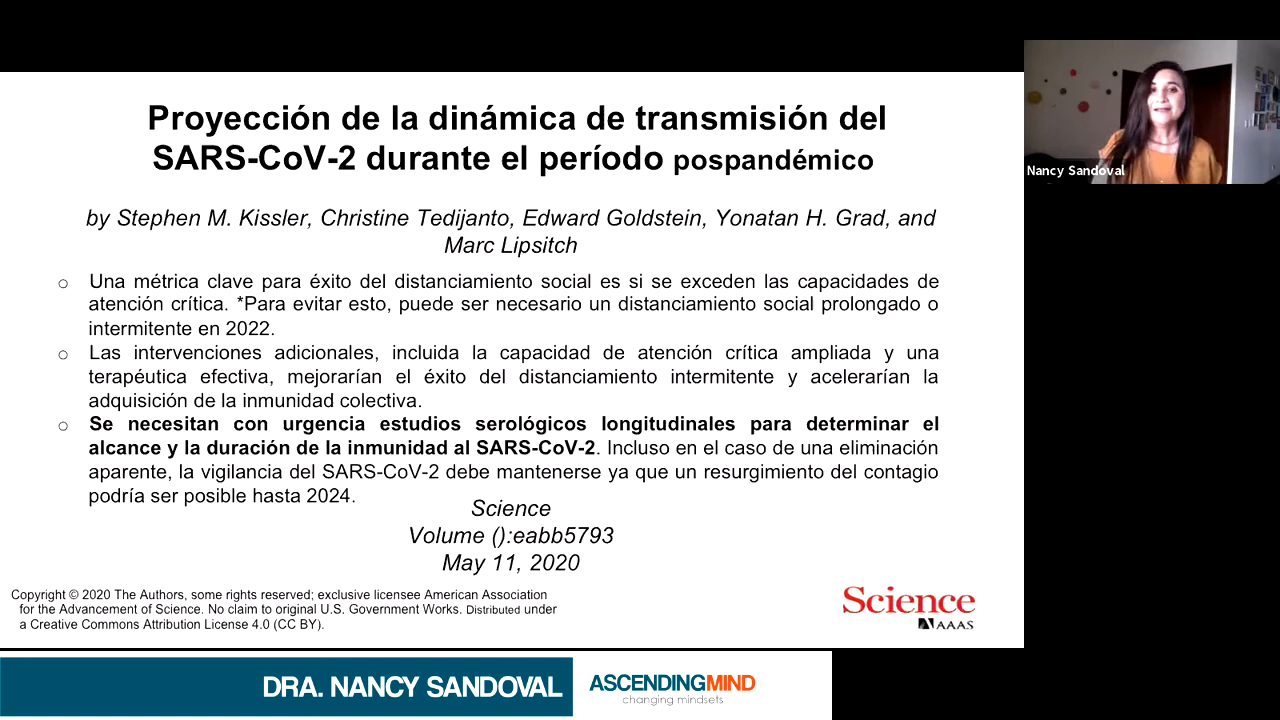 Proyección de la dinámica de transmisión del
SARS-CoV-2 durante el período pospandémico
by Stephen M. Kissler, Christine Tedijanto, Edward Goldstein, Yonatan H. Grad, and
Marc Lipsitch
Una métrica clave para éxito del distanciamiento social es si se exceden las capacidades de
atención crítica. *Para evitar esto, puede ser necesario un distanciamiento social prolongado o
intermitente en 2022.
Las intervenciones adicionales, incluida la capacidad de atención crítica ampliada y una
terapéutica efectiva, mejorarían el éxito del distanciamiento intermitente y acelerarían la
adquisición de la inmunidad colectiva.
Se necesitan con urgencia estudios serológicos longitudinales para determinar el
alcance y la duración de la inmunidad al SARS-CoV-2. Incluso en el caso de una eliminación
aparente, la vigilancia del SARS-CoV-2 debe mantenerse ya que un resurgimiento del contagio
podría ser posible hasta 2024.
Science
Volume ():eabb5793
May 11, 2020
Copyright © 2020 The Authors, some rights reserved; exclusive licensee American Association
for the Advancement of Science. No claim to original U.S. Government Works. Distributed under
a Creative Commons Attribution License 4.0 (CC BY).
Science
AAAS
Nancy Sandoval
DRA. NANCY SANDOVAL
ASCENDINGMIND
changing mindsets